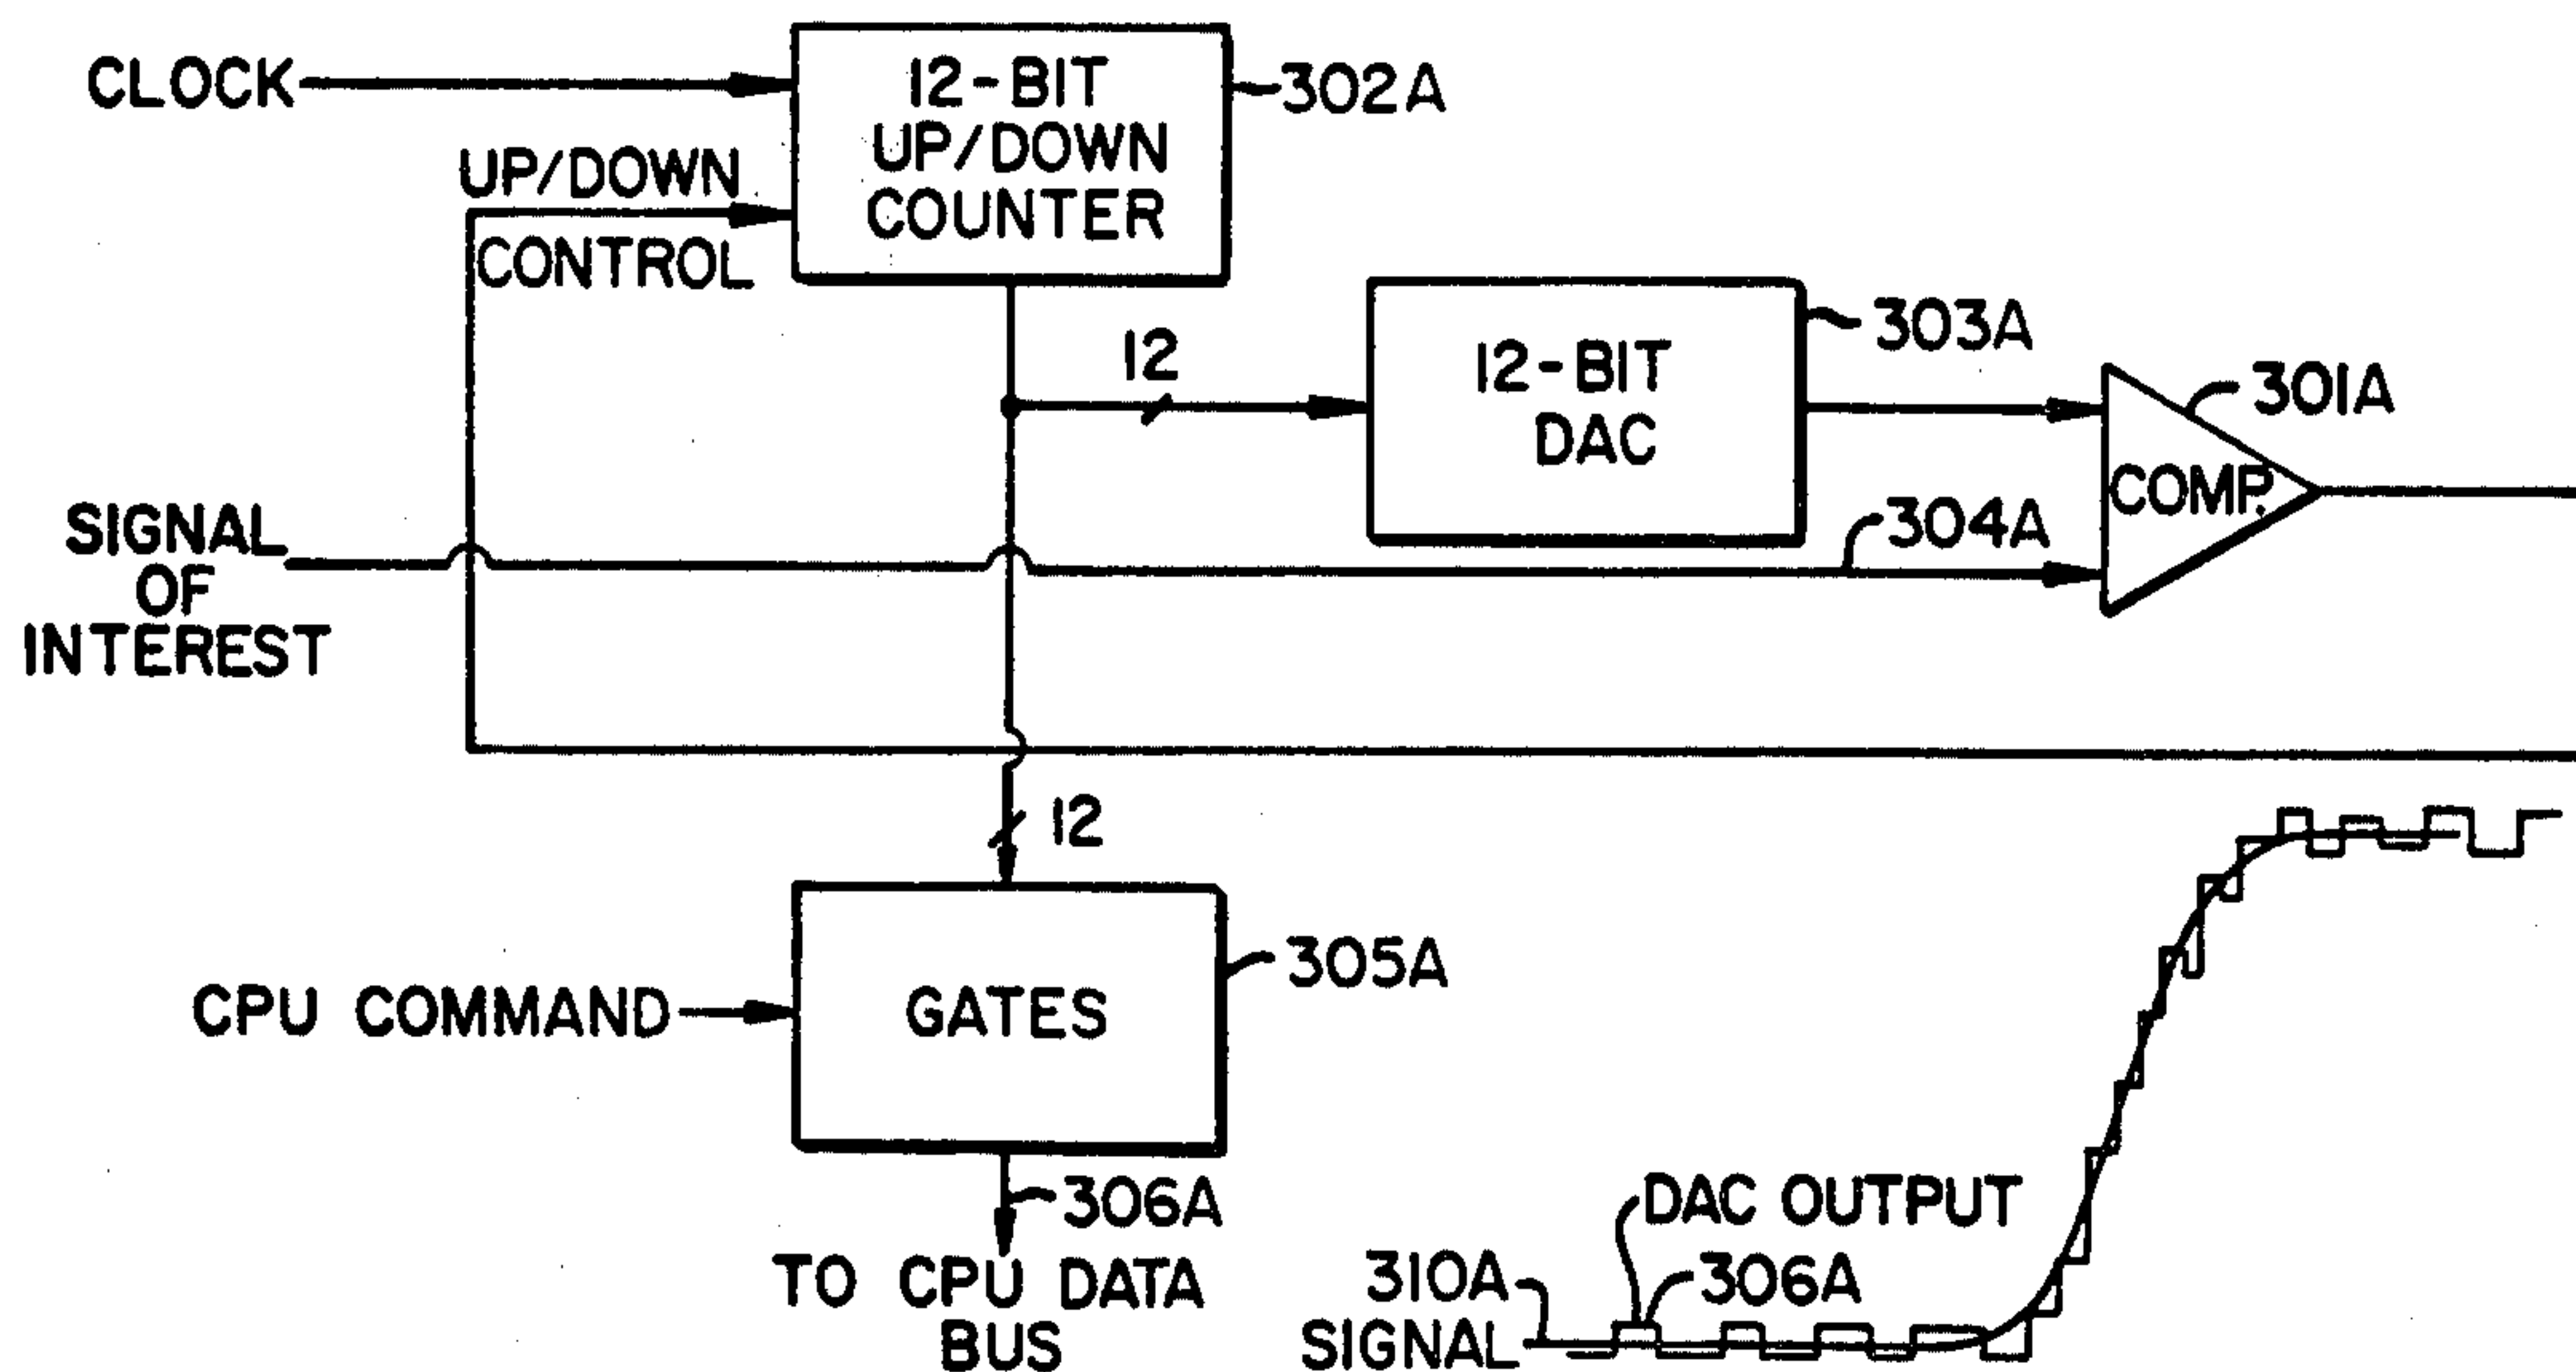 CLOCK
12-BIT
UP/DOWN
COUNTER
302A
UP/DOWN
CONTROL
12
12-BIT
DAC
303A
COMP.
301A
SIGNAL
OF
INTEREST
304A
12
CPU COMMAND
GATES
305A
306A
TO CPU DATA
BUS
DAC OUTPUT
306A
310A
SIGNAL